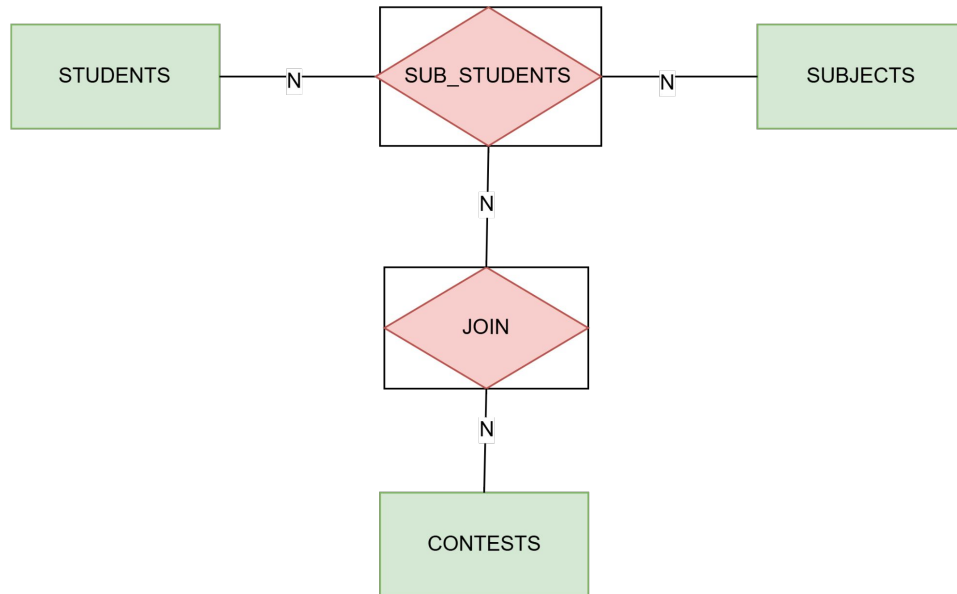 STUDENTS
N
SUB_STUDENTS
N
SUBJECTS
N
JOIN
N
CONTESTS